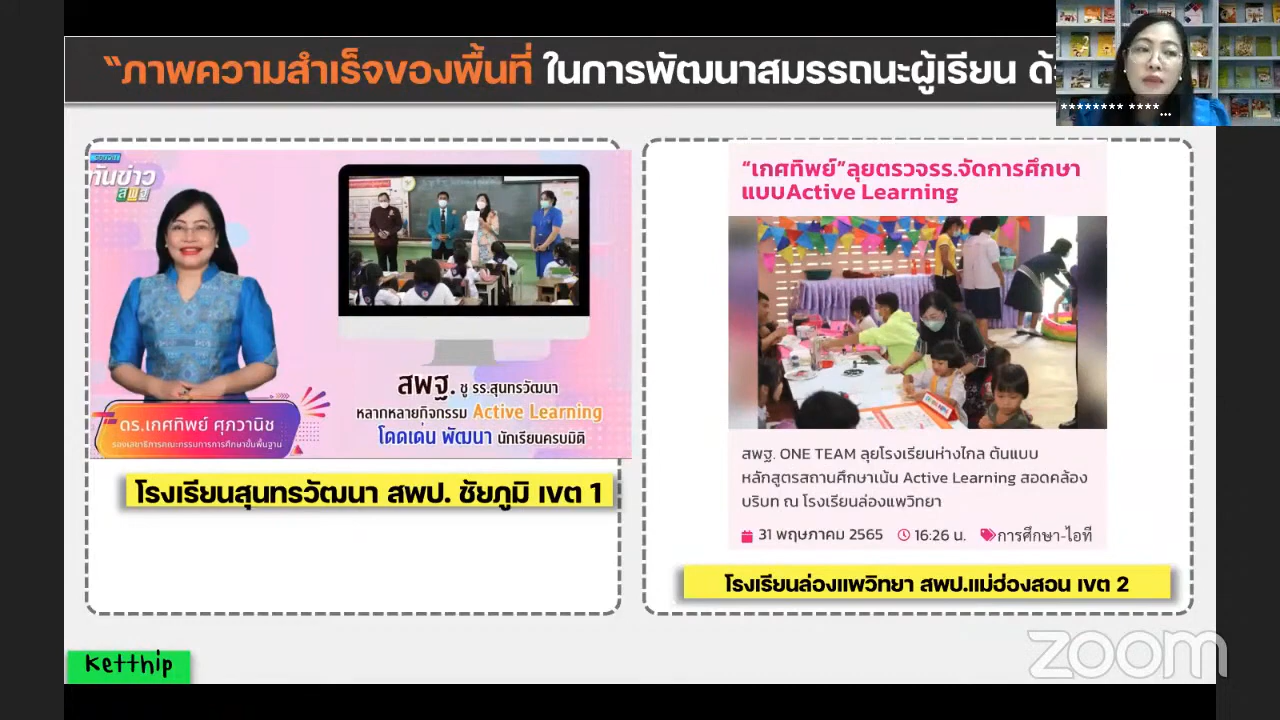 “ภาพความสำเร็จของพื้นที่ ในการพัฒนาสมรรถนะผู้เรียน
******** ****...
ทันข่าว
สพฐ
สพฐ. ชู รร.สุนทรวัฒนา
หลากหลายกิจกรรม Active Learning
โดดเด่น พัฒนา นักเรียนครบมิติ
ดร.เกศทิพย์ ศุภวานิช
รองเลขาธิการคณะกรรมการการศึกษาขั้นพื้นฐาน
โรงเรียนสุนทรวัฒนา สพป. ชัยภูมิ เขต 1
“เกศทิพย์”ลุยตรวจรร.จัดการศึกษา
แบบActive Learning
สพฐ. ONE TEAM ลุยโรงเรียนห่างไกล ต้นแบบ
หลักสูตรสถานศึกษาเน้น Active Learning สอดคล้อง
บริบท ณ โรงเรียนล่องแพวิทยา
31 พฤษภาคม 2565 16:26 น. การศึกษา-ไอที
โรงเรียนล่องแพวิทยา สพป.แม่ฮ่องสอน เขต 2
Ketthip
zoom